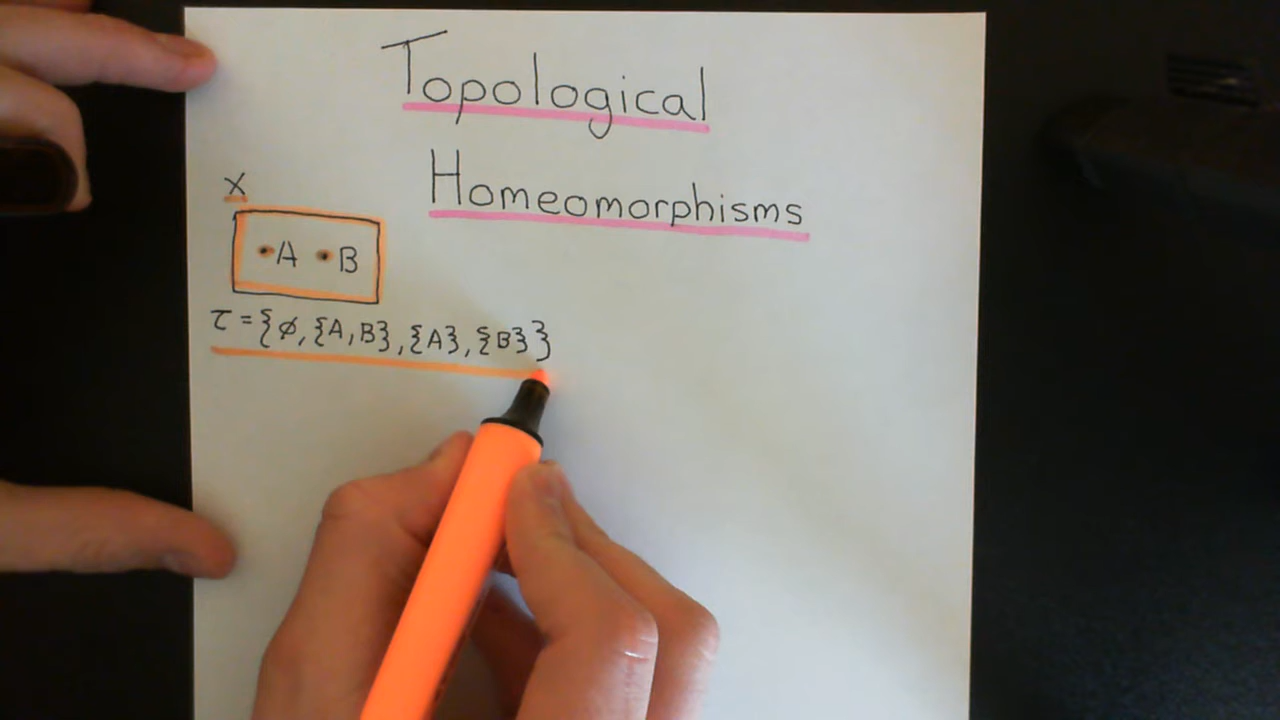 Topological
Homeomorphisms
X
•A •B
τ = {ϕ, {A, B}, {A}, {B}}